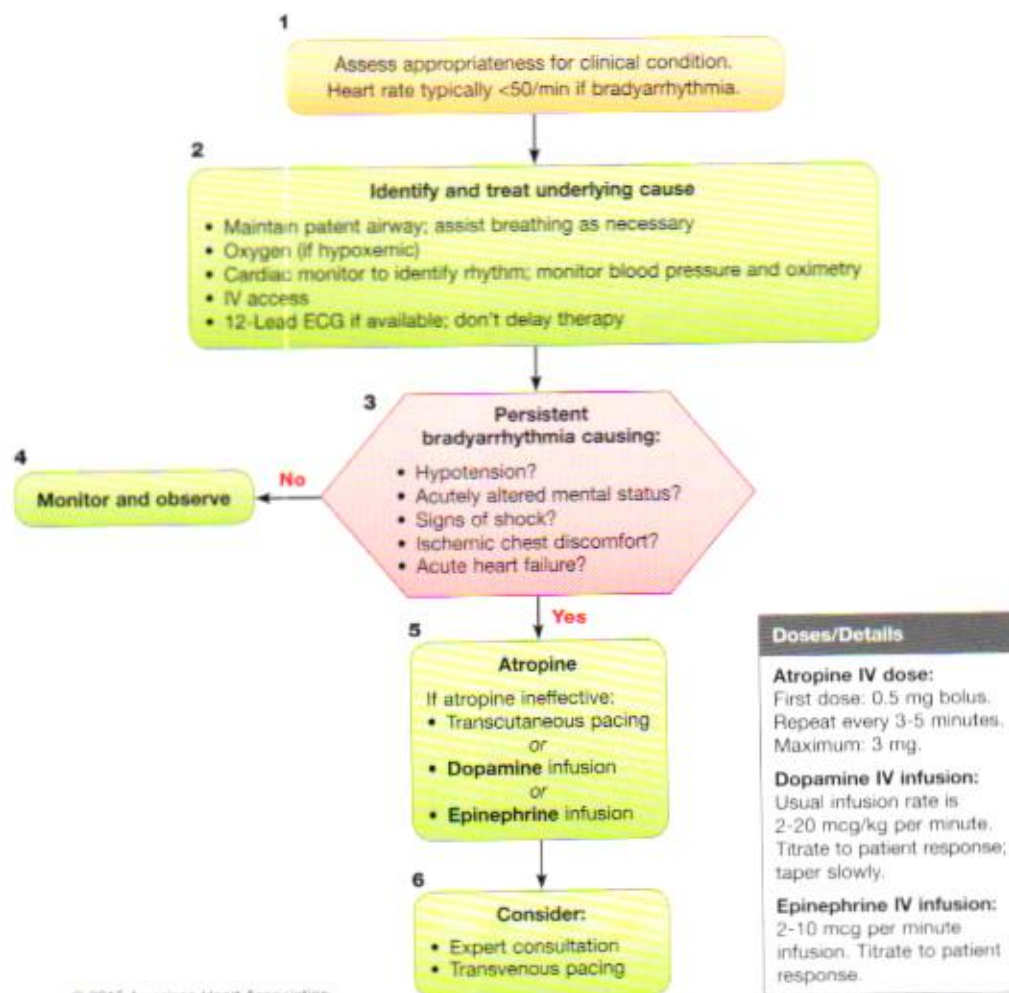 1
Assess appropriateness for clinical condition.
Heart rate typically <50/min if bradyarrhythmia.
2
Identify and treat underlying cause
• Maintain patent airway; assist breathing as necessary
• Oxygen (if hypoxemic)
• Cardiac monitor to identify rhythm; monitor blood pressure and oximetry
• IV access
• 12-Lead ECG if available; don't delay therapy
3
Persistent
bradyarrhythmia causing:
• Hypotension?
• Acutely altered mental status?
• Signs of shock?
• Ischemic chest discomfort?
• Acute heart failure?
No
4
Monitor and observe
Yes
5
Atropine
If atropine ineffective:
• Transcutaneous pacing
or
• Dopamine infusion
or
• Epinephrine infusion
6
Consider:
• Expert consultation
• Transvenous pacing
Doses/Details
Atropine IV dose:
First dose: 0.5 mg bolus.
Repeat every 3-5 minutes.
Maximum: 3 mg.
Dopamine IV infusion:
Usual infusion rate is
2-20 mcg/kg per minute.
Titrate to patient response;
taper slowly.
Epinephrine IV infusion:
2-10 mcg per minute
infusion. Titrate to patient
response.